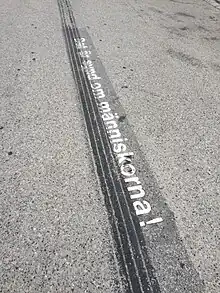 Det är synd om människorna!